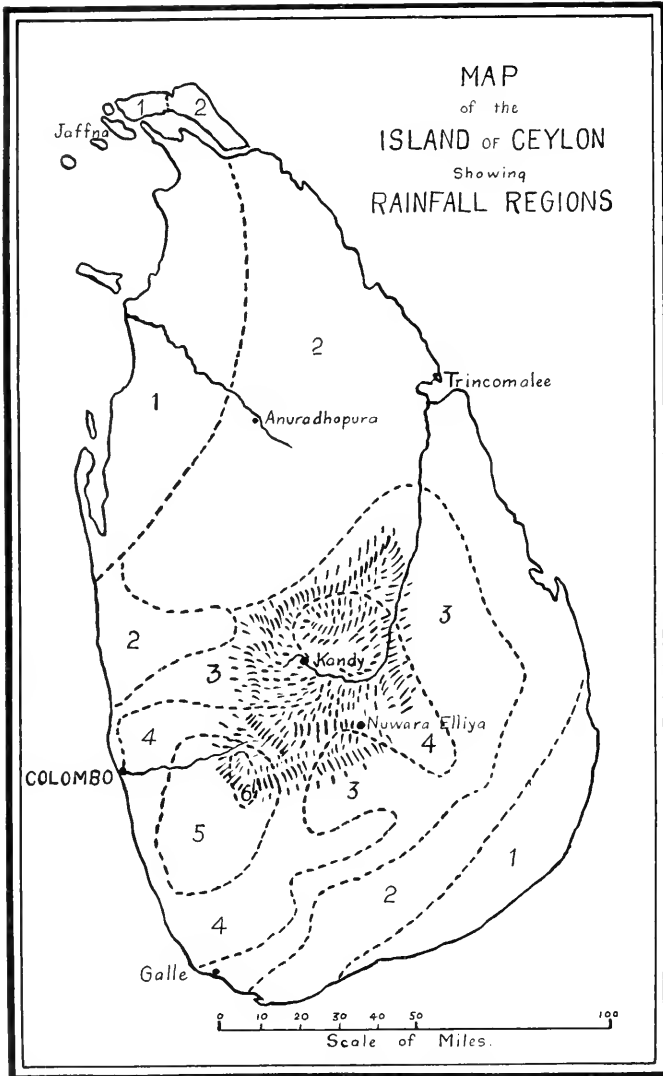 MAP
of the
ISLAND OF CEYLON
Showing
RAINFALL REGIONS
1 2
Jaffna
2
Trincomalee
1
Anuradhapura
3
2
3
Kandy
Nuwara Elliya
4
4
COLOMBO
6
3
5
1
2
4
Galle
0 10 20 30 40 50 100
Scale of Miles.